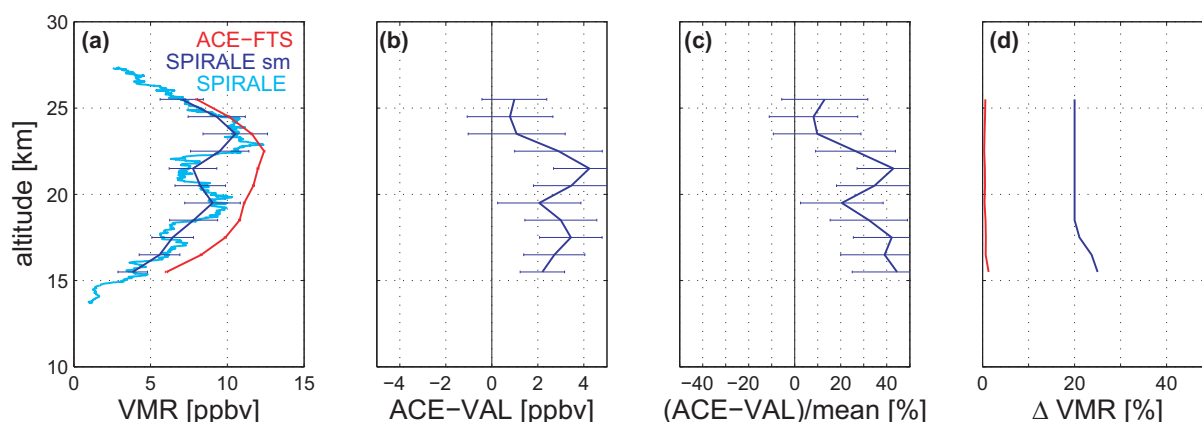 30
25
20
15
10
altitude [km]
(a)
ACE−FTS
SPIRALE sm
SPIRALE
0 5 10 15
VMR [ppbv]
(b)
−4 −2 0 2 4
ACE−VAL [ppbv]
(c)
−40 −20 0 20 40
(ACE−VAL)/mean [%]
(d)
0 20 40
Δ VMR [%]